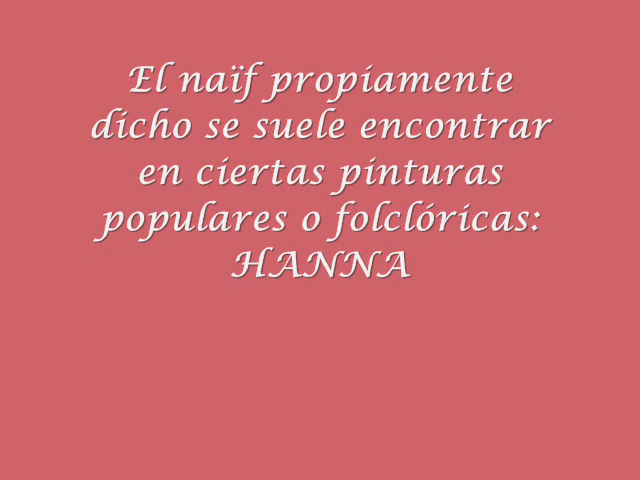 El naïf propiamente
dicho se suele encontrar
en ciertas pinturas
populares o folclóricas:
HANNA